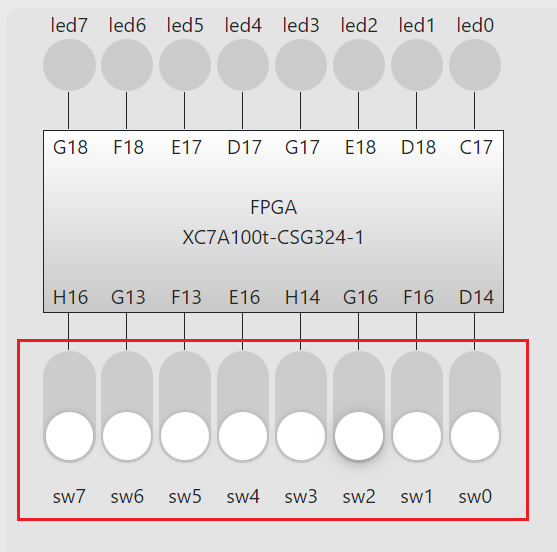 led7 led6 led5 led4 led3 led2 led1 led0
G18 F18 E17 D17 G17 E18 D18 C17
FPGA
XC7A100t-CSG324-1
H16 G13 F13 E16 H14 G16 F16 D14
sw7 sw6 sw5 sw4 sw3 sw2 sw1 sw0